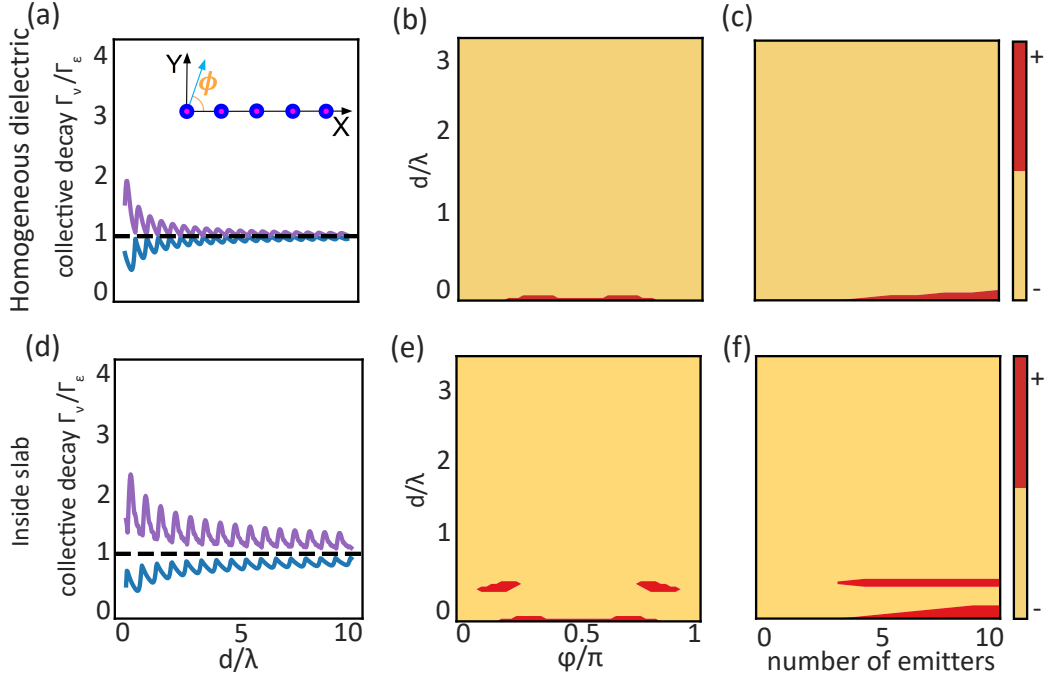 (a)
(b)
(c)
Homogeneous dielectric
collective decay Γᵥ/Γε
4
3
2
1
0
Y
ϕ
X
d/λ
3
2
1
0
+
-
(d)
(e)
(f)
Inside slab
collective decay Γᵥ/Γε
4
3
2
1
0
0
5
10
d/λ
d/λ
3
2
1
0
0
0.5
1
φ/π
0
5
10
number of emitters
+
-